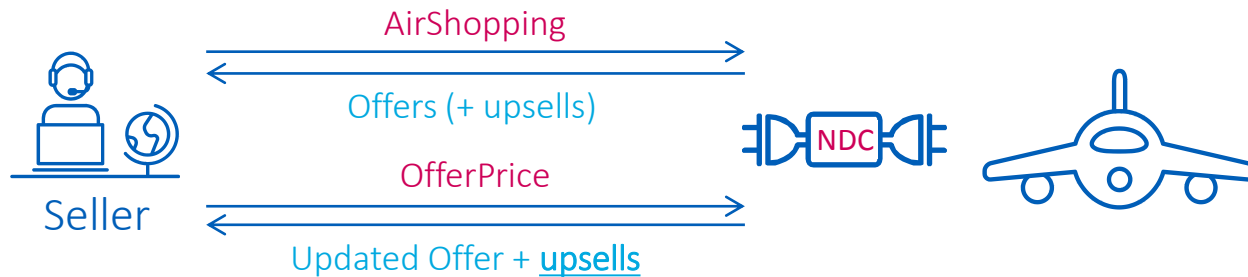 AirShopping
Offers (+ upsells)
NDC
OfferPrice
Seller
Updated Offer + upsells